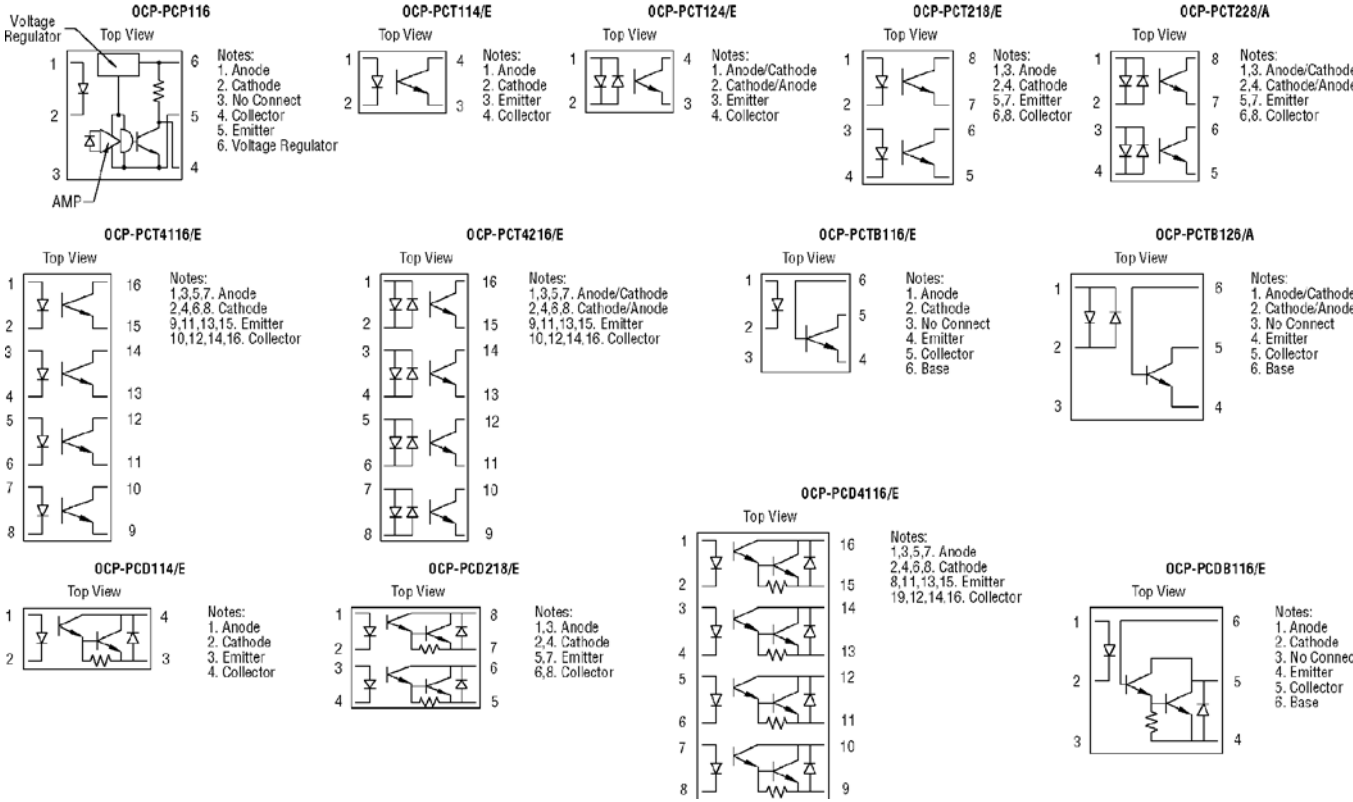 OCP-PCP116
Voltage
Regulator
Top View
1
2
3
6
5
4
AMP
Notes:
1. Anode
2. Cathode
3. No Connect
4. Collector
5. Emitter
6. Voltage Regulator
OCP-PCT114/E
Top View
1
2
4
3
Notes:
1. Anode
2. Cathode
3. Emitter
4. Collector
OCP-PCT124/E
Top View
1
2
4
3
Notes:
1. Anode/Cathode
2. Cathode/Anode
3. Emitter
4. Collector
OCP-PCT218/E
Top View
1
2
3
4
8
7
6
5
Notes:
1,3. Anode
2,4. Cathode
5,7. Emitter
6,8. Collector
OCP-PCT228/A
Top View
1
2
3
4
8
7
6
5
Notes:
1,3. Anode/Cathode
2,4. Cathode/Anode
5,7. Emitter
6,8. Collector
OCP-PCT4116/E
Top View
1
2
3
4
5
6
7
8
16
15
14
13
12
11
10
9
Notes:
1,3,5,7. Anode
2,4,6,8. Cathode
9,11,13,15. Emitter
10,12,14,16. Collector
OCP-PCT4216/E
Top View
1
2
3
4
5
6
7
8
16
15
14
13
12
11
10
9
Notes:
1,3,5,7. Anode/Cathode
2,4,6,8. Cathode/Anode
9,11,13,15. Emitter
10,12,14,16. Collector
OCP-PCTB116/E
Top View
1
2
3
6
5
4
Notes:
1. Anode
2. Cathode
3. No Connect
4. Emitter
5. Collector
6. Base
OCP-PCTB126/A
Top View
1
2
3
6
5
4
Notes:
1. Anode/Cathode
2. Cathode/Anode
3. No Connect
4. Emitter
5. Collector
6. Base
OCP-PCD114/E
Top View
1
2
4
3
Notes:
1. Anode
2. Cathode
3. Emitter
4. Collector
OCP-PCD218/E
Top View
1
2
3
4
8
7
6
5
Notes:
1,3. Anode
2,4. Cathode
5,7. Emitter
6,8. Collector
OCP-PCD4116/E
Top View
1
2
3
4
5
6
7
8
16
15
14
13
12
11
10
9
Notes:
1,3,5,7. Anode
2,4,6,8. Cathode
8,11,13,15. Emitter
19,12,14,16. Collector
OCP-PCDB116/E
Top View
1
2
3
6
5
4
Notes:
1. Anode
2. Cathode
3. No Connec
4. Emitter
5. Collector
6. Base